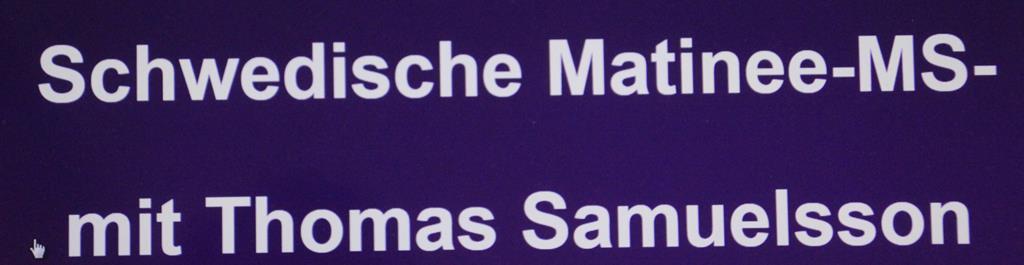 Schwedische Matinee-MS-
mit Thomas Samuelsson